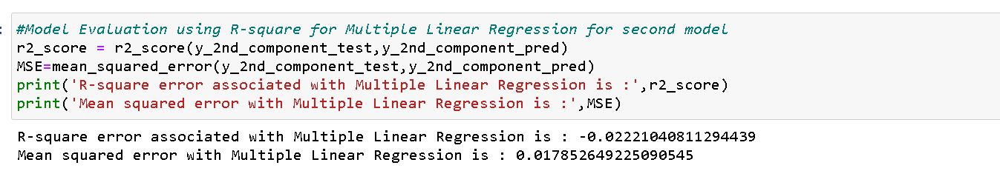 #Model Evaluation using R-square for Multiple Linear Regression for second model
r2_score = r2_score(y_2nd_component_test,y_2nd_component_pred)
MSE=mean_squared_error(y_2nd_component_test,y_2nd_component_pred)
print('R-square error associated with Multiple Linear Regression is :',r2_score)
print('Mean squared error with Multiple Linear Regression is :',MSE)
R-square error associated with Multiple Linear Regression is : -0.02221040811294439
Mean squared error with Multiple Linear Regression is : 0.017852649225090545